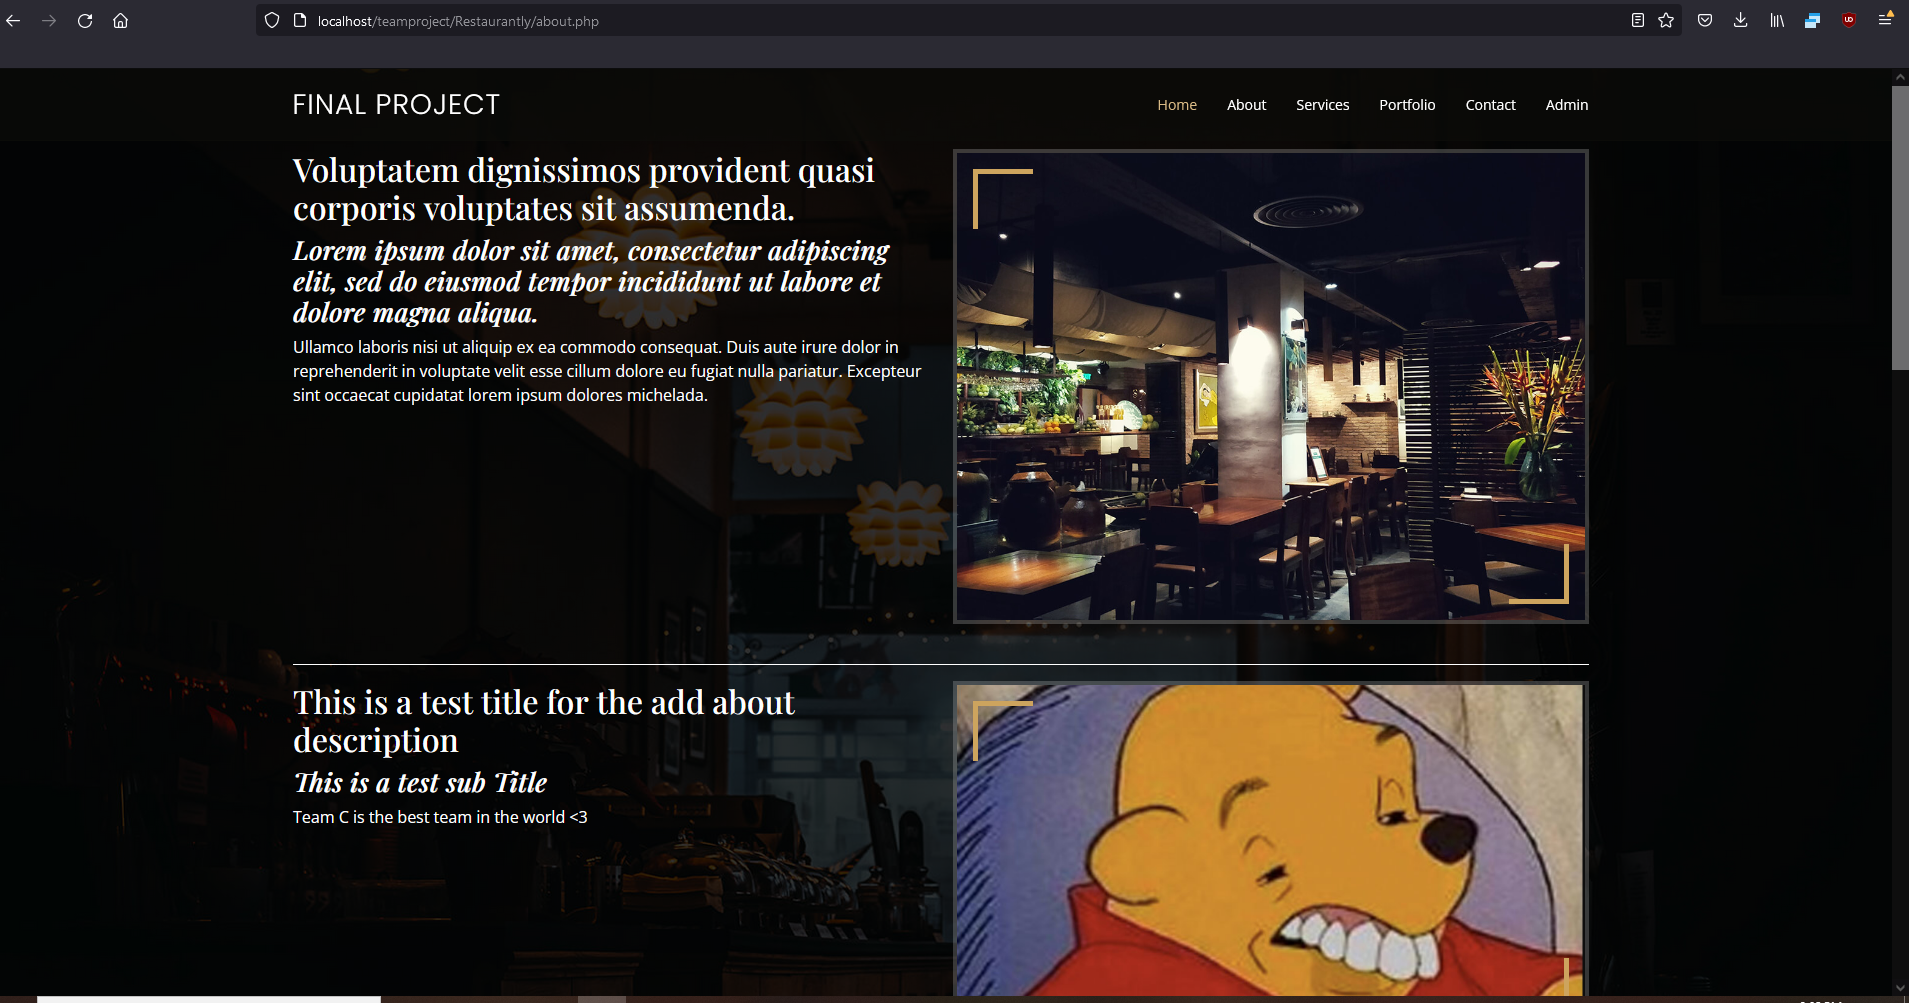 localhost/teamproject/Restaurantly/about.php
FINAL PROJECT
Home About Services Portfolio Contact Admin
Voluptatem dignissimos provident quasi
corporis voluptates sit assumenda.
Lorem ipsum dolor sit amet, consectetur adipiscing
elit, sed do eiusmod tempor incididunt ut labore et
dolore magna aliqua.
Ullamco laboris nisi ut aliquip ex ea commodo consequat. Duis aute irure dolor in
reprehenderit in voluptate velit esse cillum dolore eu fugiat nulla pariatur. Excepteur
sint occaecat cupidatat lorem ipsum dolores michelada.
This is a test title for the add about
description
This is a test sub Title
Team C is the best team in the world <3